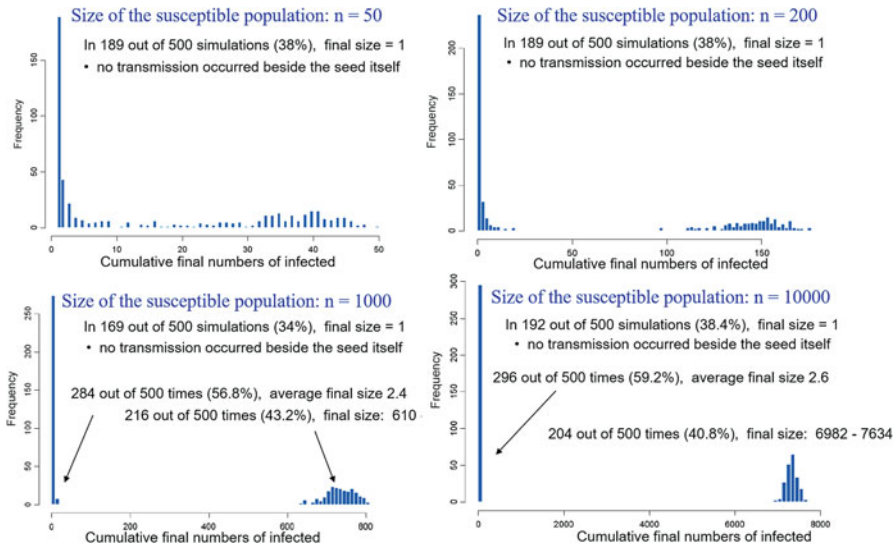 Size of the susceptible population: n = 50
In 189 out of 500 simulations (38%), final size = 1
• no transmission occurred beside the seed itself
Frequency
150
100
50
0
0 10 20 30 40 50
Cumulative final numbers of infected
Size of the susceptible population: n = 200
In 189 out of 500 simulations (38%), final size = 1
• no transmission occurred beside the seed itself
Frequency
200
150
100
50
0
0 50 100 150
Cumulative final numbers of infected
Size of the susceptible population: n = 1000
In 169 out of 500 simulations (34%), final size = 1
• no transmission occurred beside the seed itself
284 out of 500 times (56.8%), average final size 2.4
216 out of 500 times (43.2%), final size: 610
Frequency
250
200
150
100
50
0
0 200 400 600 800
Cumulative final numbers of infected
Size of the susceptible population: n = 10000
In 192 out of 500 simulations (38.4%), final size = 1
• no transmission occurred beside the seed itself
296 out of 500 times (59.2%), average final size 2.6
204 out of 500 times (40.8%), final size: 6982 - 7634
Frequency
300
250
200
150
100
50
0
0 2000 4000 6000 8000
Cumulative final numbers of infected